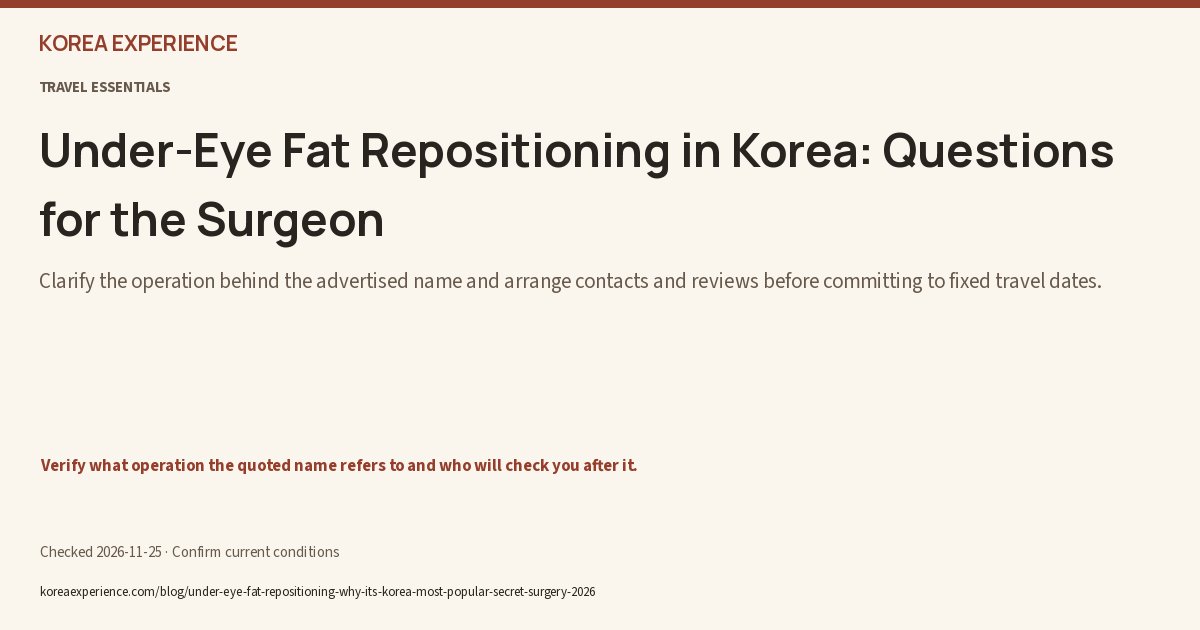 KOREA EXPERIENCE
TRAVEL ESSENTIALS
Under-Eye Fat Repositioning in Korea: Questions
for the Surgeon
Clarify the operation behind the advertised name and arrange contacts and reviews before committing to fixed travel dates.
Verify what operation the quoted name refers to and who will check you after it.
Checked 2026-11-25 · Confirm current conditions
koreaexperience.com/blog/under-eye-fat-repositioning-why-its-korea-most-popular-secret-surgery-2026